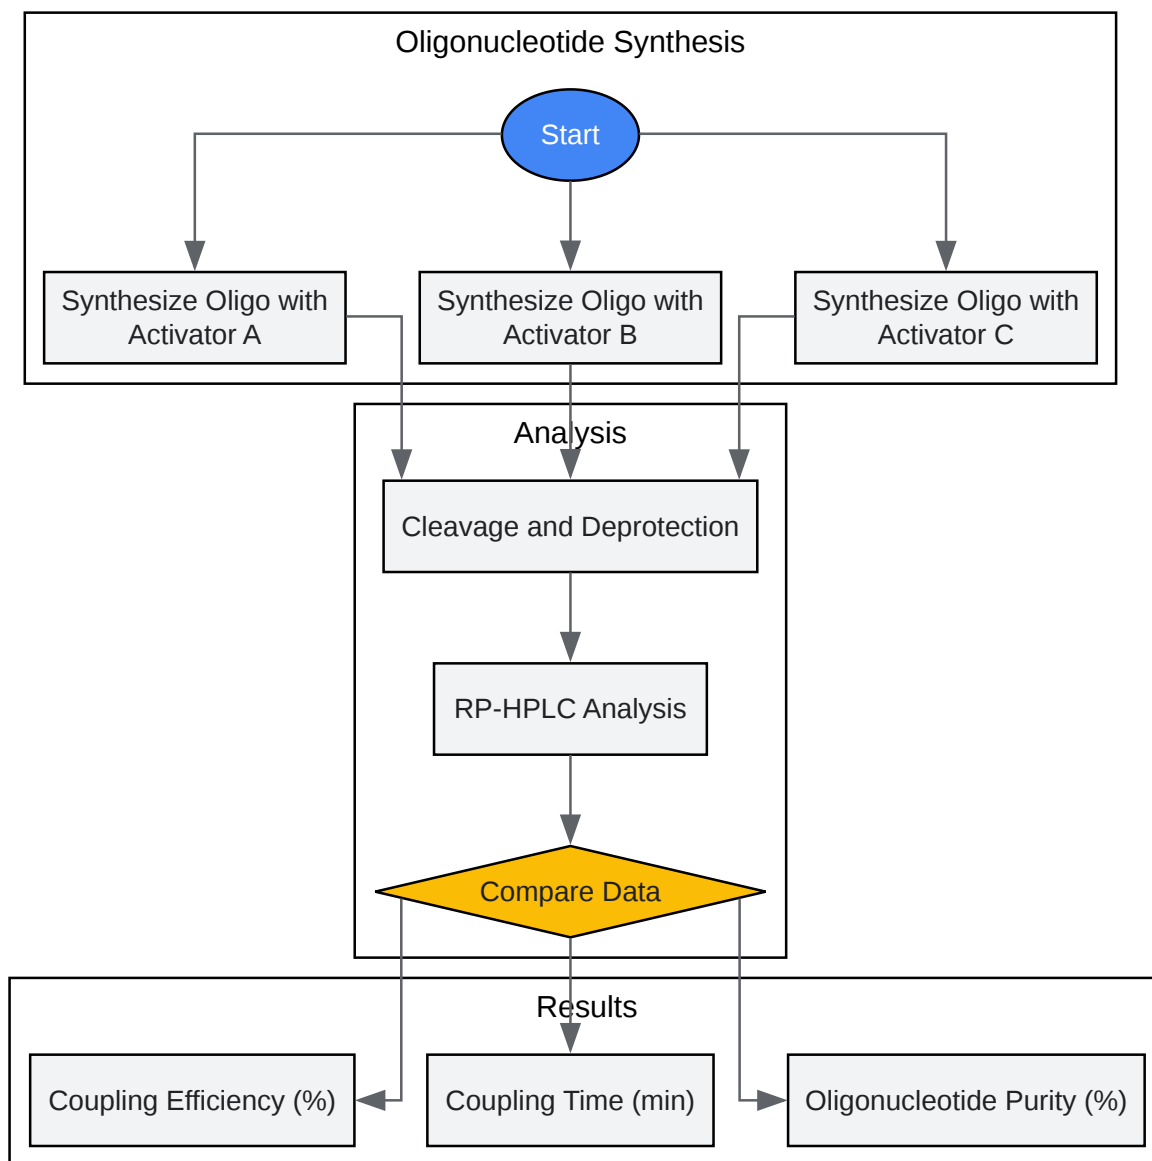 Oligonucleotide Synthesis
Start
Synthesize Oligo with
Activator A
Synthesize Oligo with
Activator B
Synthesize Oligo with
Activator C
Analysis
Cleavage and Deprotection
RP-HPLC Analysis
Compare Data
Results
Coupling Efficiency (%)
Coupling Time (min)
Oligonucleotide Purity (%)